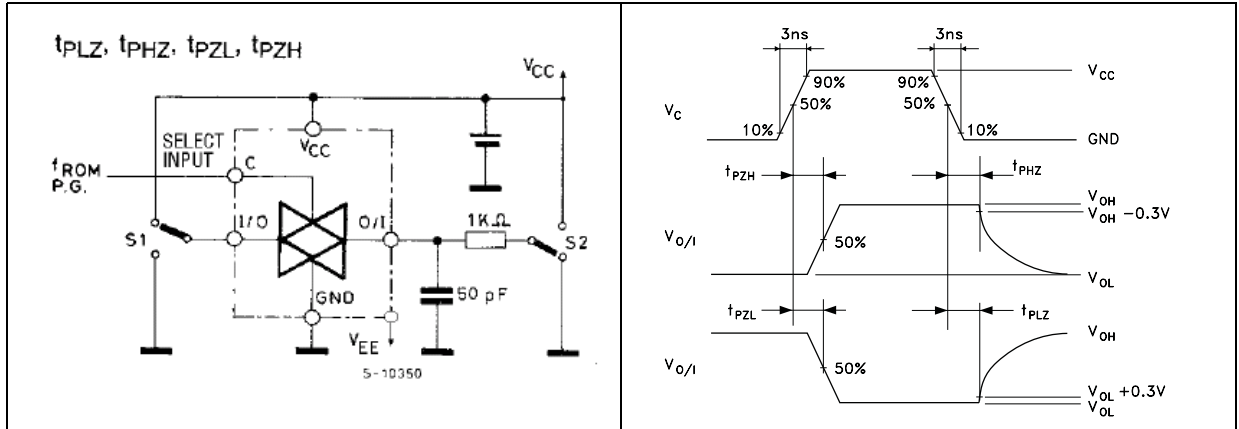 tPLZ, tPHZ, tPZL, tPZH
VCC
SELECT
INPUT
VCC
C
fROM
P.G.
I/O
O/I
1KΩ
S1
S2
GND
50 pF
VEE
S-10350
3ns
3ns
VCC
90%
90%
VC
50%
50%
10%
10%
GND
tPZH
tPHZ
VOH
VOH -0.3V
VO/I
50%
VOL
tPZL
tPLZ
VOH
VO/I
50%
VOL +0.3V
VOL